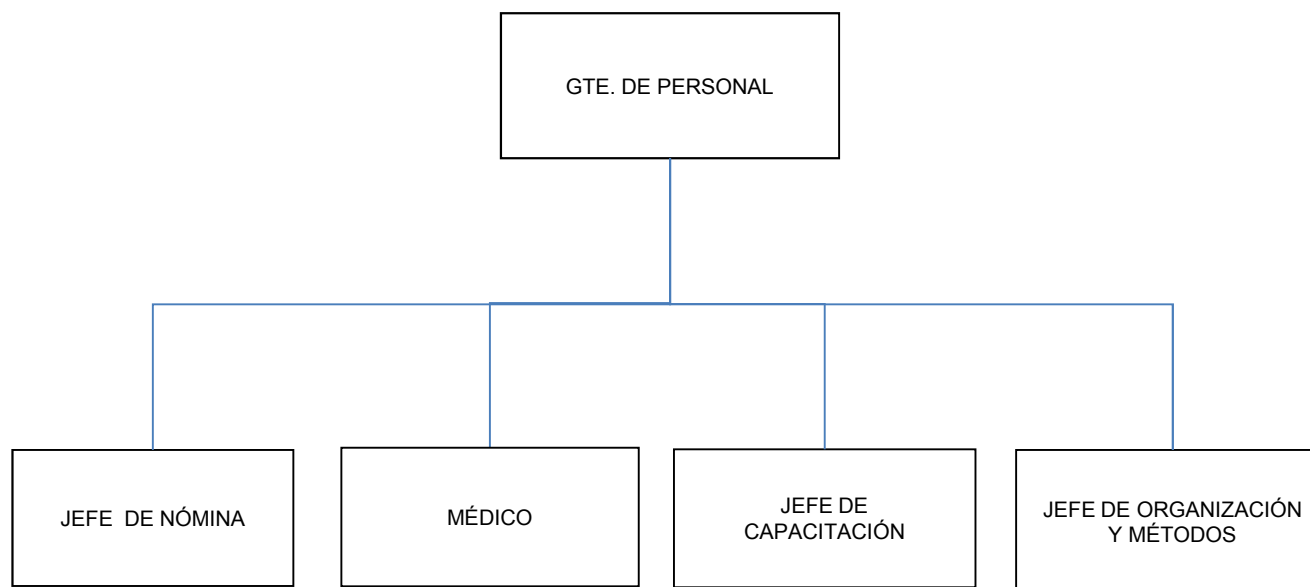 GTE. DE PERSONAL
JEFE DE NÓMINA
MÉDICO
JEFE DE
CAPACITACIÓN
JEFE DE ORGANIZACIÓN
Y MÉTODOS